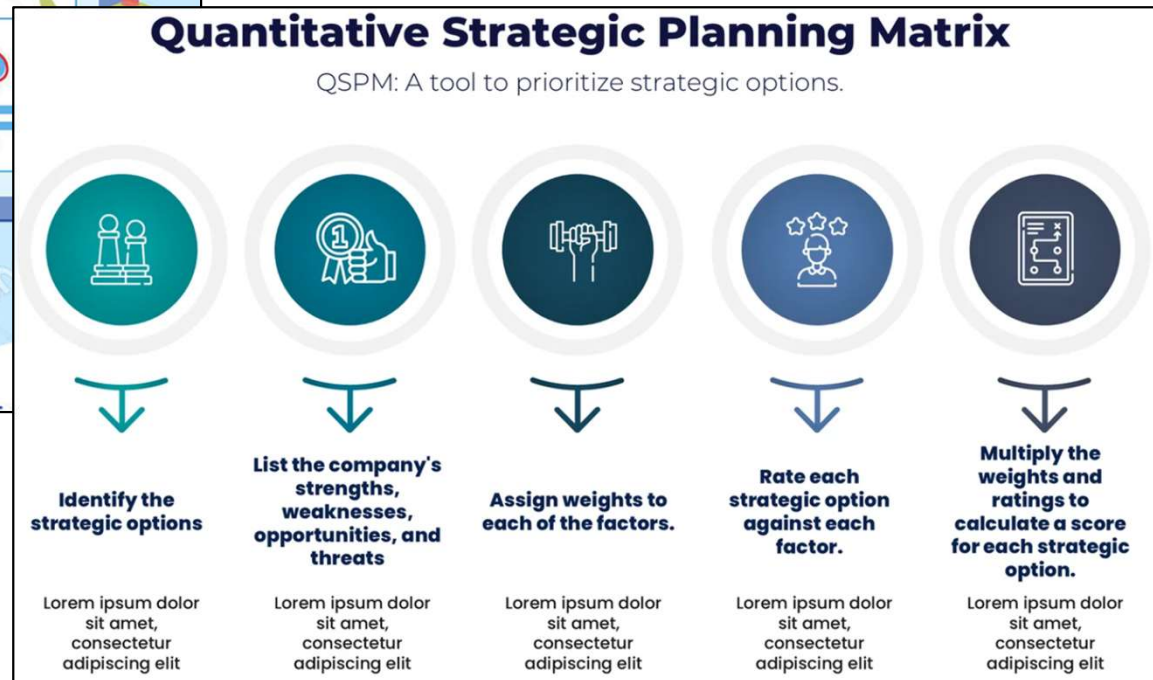 Quantitative Strategic Planning Matrix
QSPM: A tool to prioritize strategic options.
1
Identify the
strategic options
Lorem ipsum dolor
sit amet,
consectetur
adipiscing elit
List the company's
strengths,
weaknesses,
opportunities, and
threats
Lorem ipsum dolor
sit amet,
consectetur
adipiscing elit
Assign weights to
each of the factors.
Lorem ipsum dolor
sit amet,
consectetur
adipiscing elit
Rate each
strategic option
against each
factor.
Lorem ipsum dolor
sit amet,
consectetur
adipiscing elit
x
Multiply the
weights and
ratings to
calculate a score
for each strategic
option.
Lorem ipsum dolor
sit amet,
consectetur
adipiscing elit